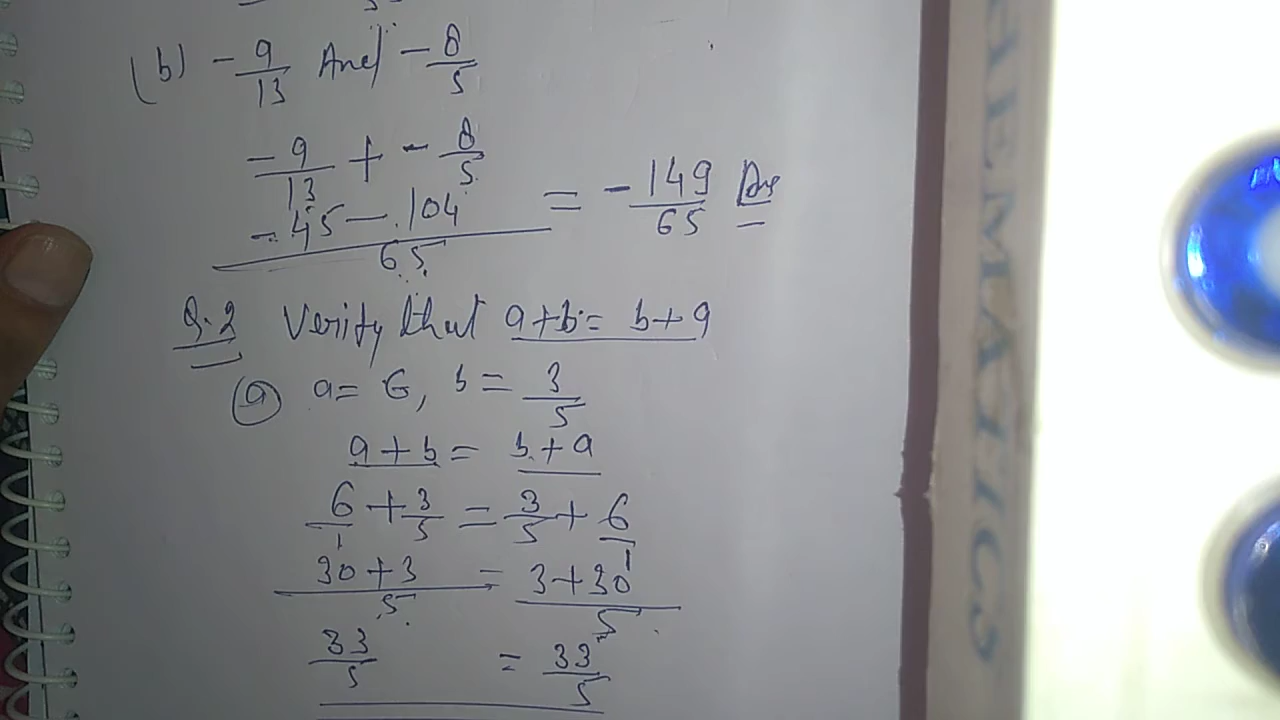 (b) -9/13 And -8/5
-9/13 + -8/5
-45-104/65 = -149/65 Ans
Q.2 Verify that a+b = b+a
(a) a= 6, b = 3/5
a+b = b+a
6/1 + 3/5 = 3/5 + 6/1
30+3/5 = 3+30/5
33/5 = 33/5